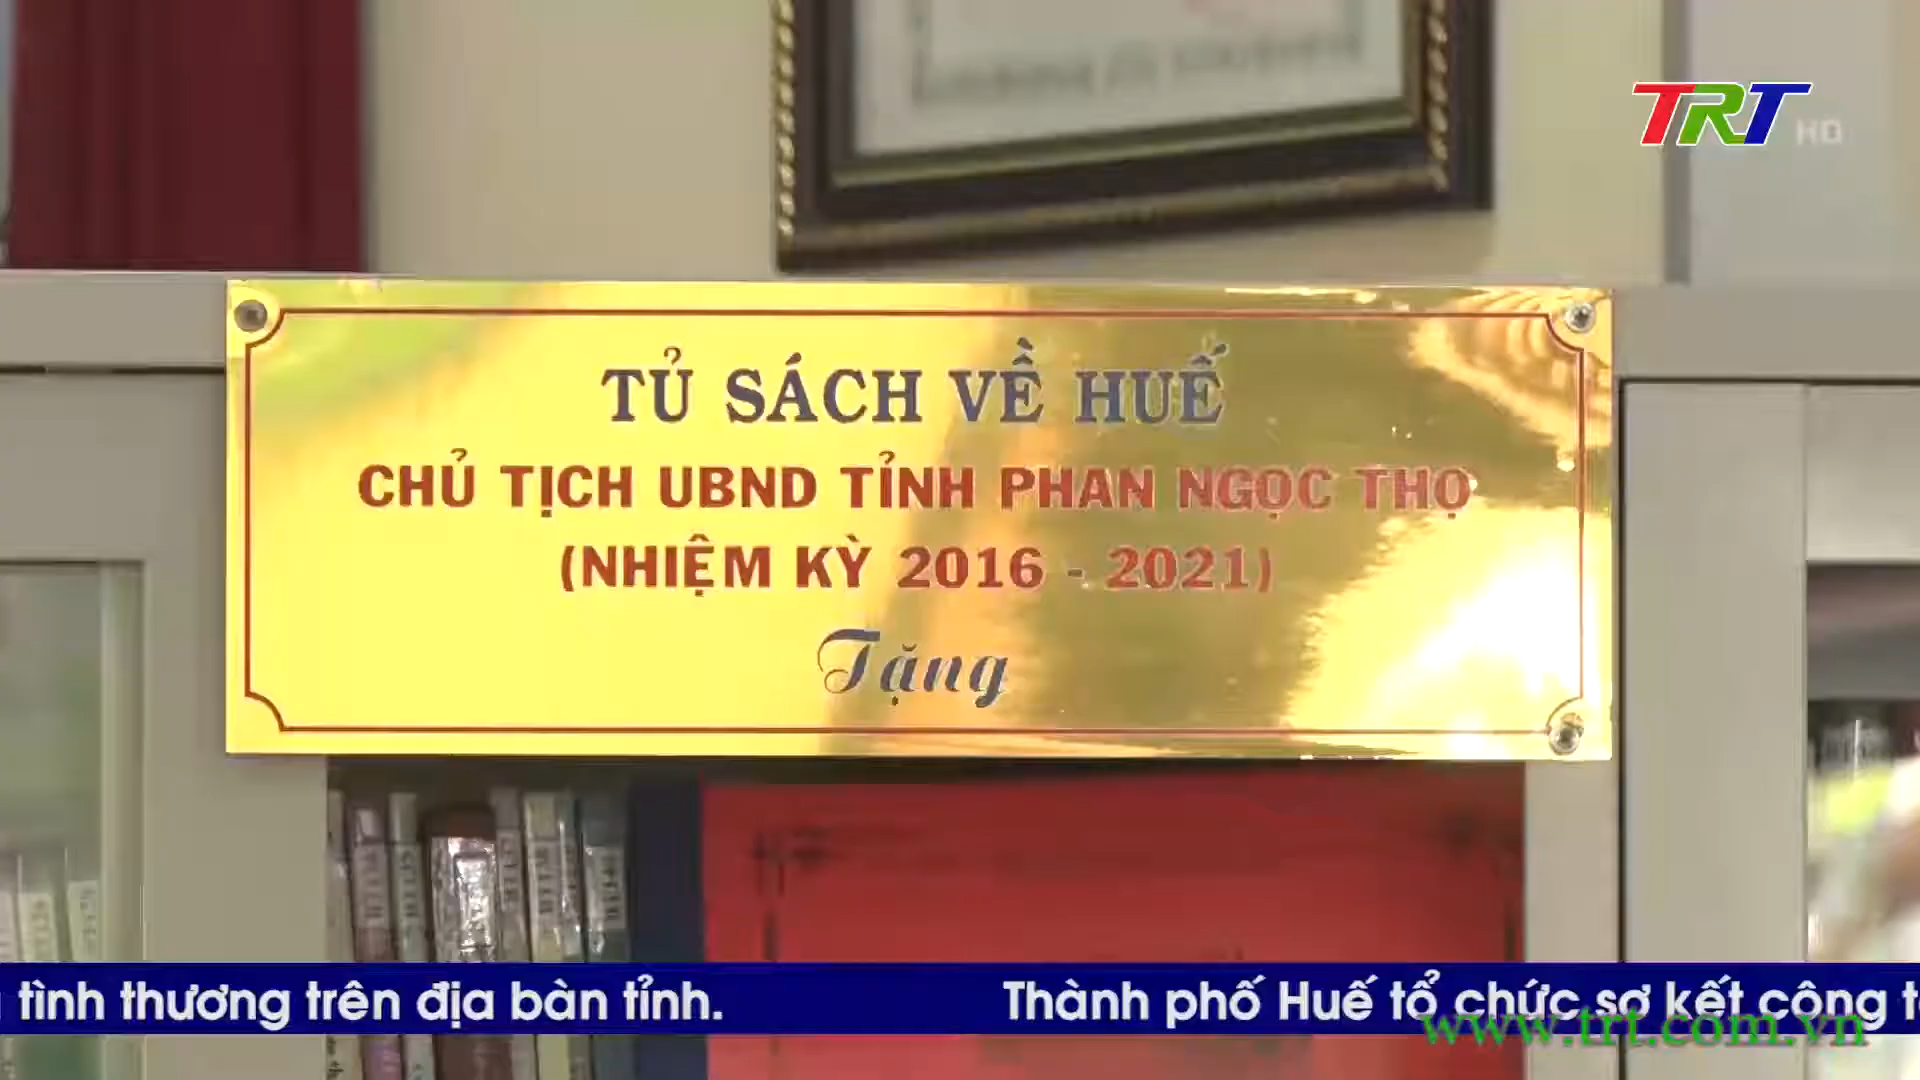 TRT HD
TỦ SÁCH VỀ HUẾ
CHỦ TỊCH UBND TỈNH PHAN NGỌC THỌ
(NHIỆM KỲ 2016 - 2021)
Tặng
tình thương trên địa bàn tỉnh. Thành phố Huế tổ chức sơ kết công
www.trt.com.vn